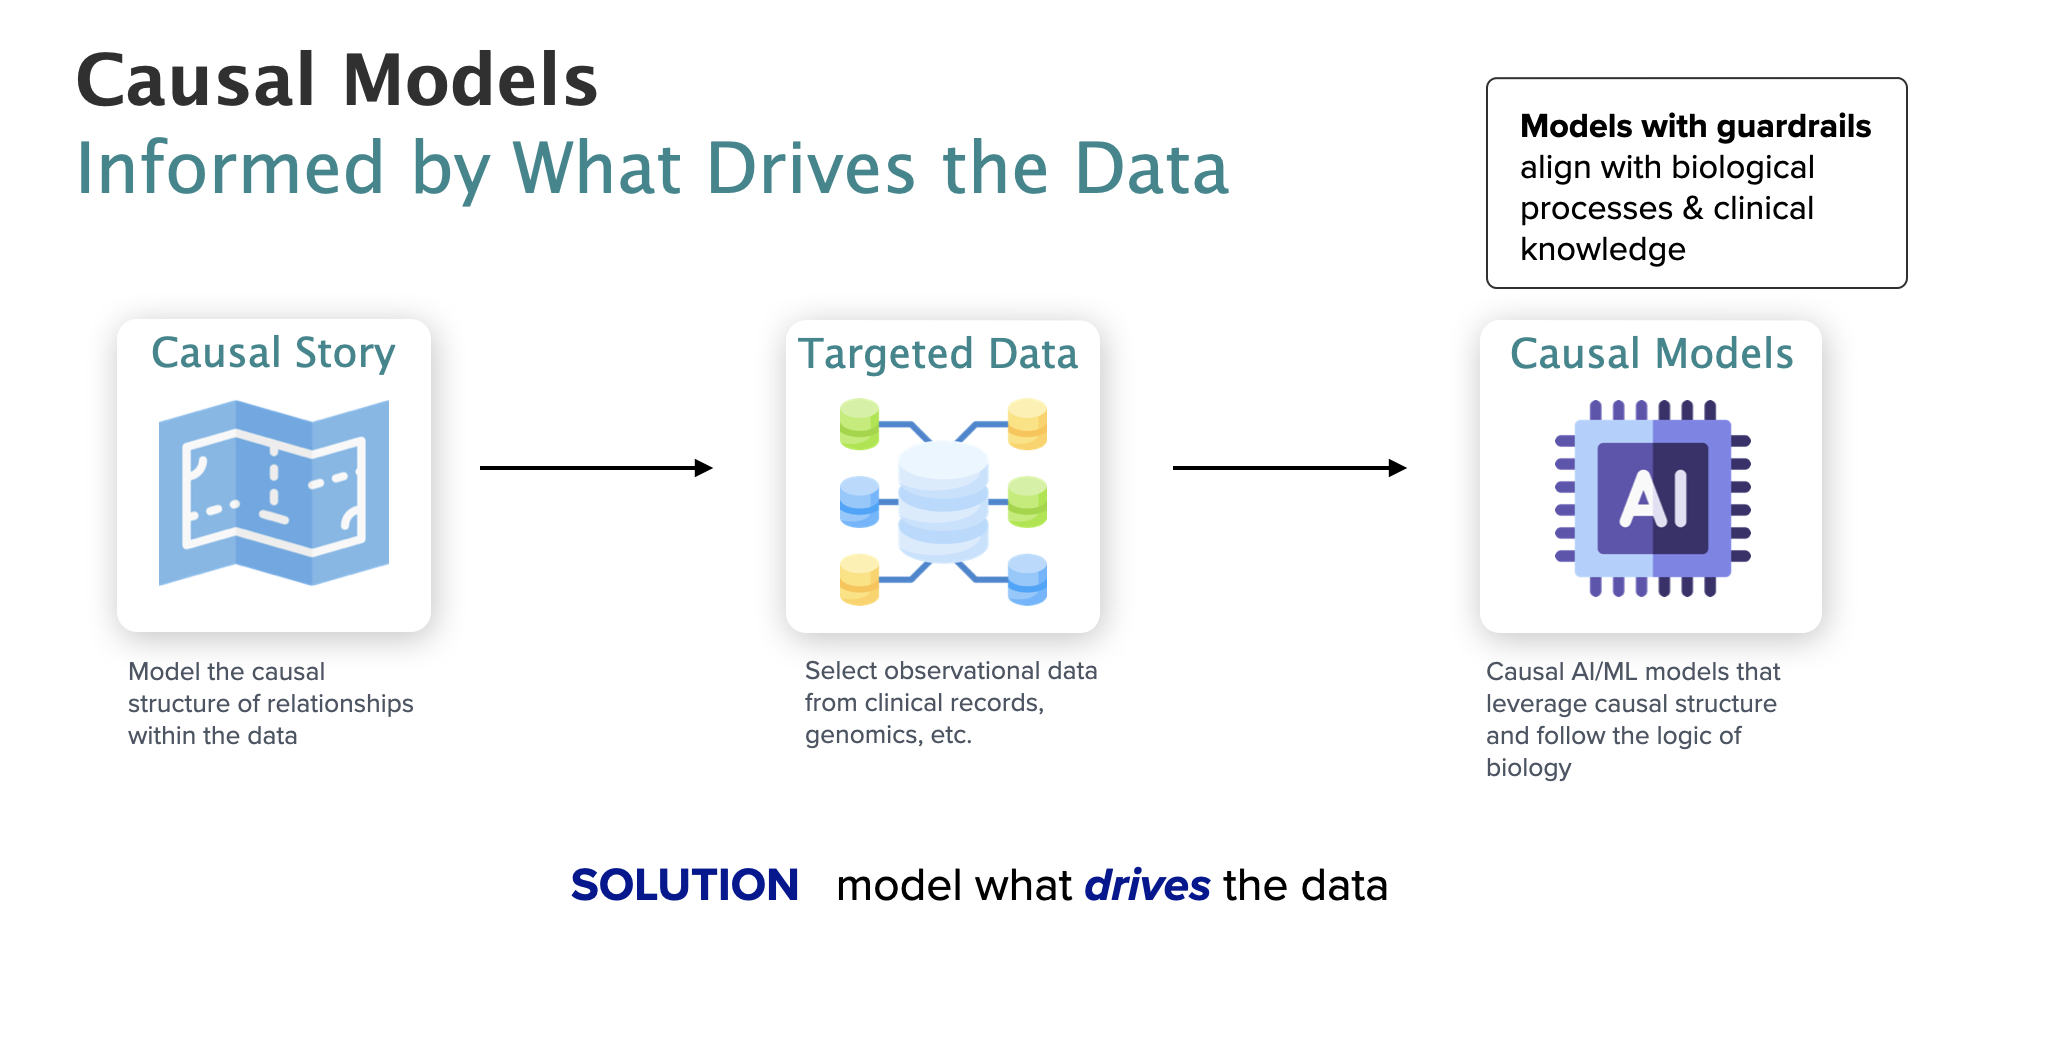 Causal Models
Informed by What Drives the Data
Models with guardrails
align with biological
processes & clinical
knowledge
Causal Story
Targeted Data
Causal Models
AI
Model the causal
structure of relationships
within the data
Select observational data
from clinical records,
genomics, etc.
Causal AI/ML models that
leverage causal structure
and follow the logic of
biology
SOLUTION model what drives the data